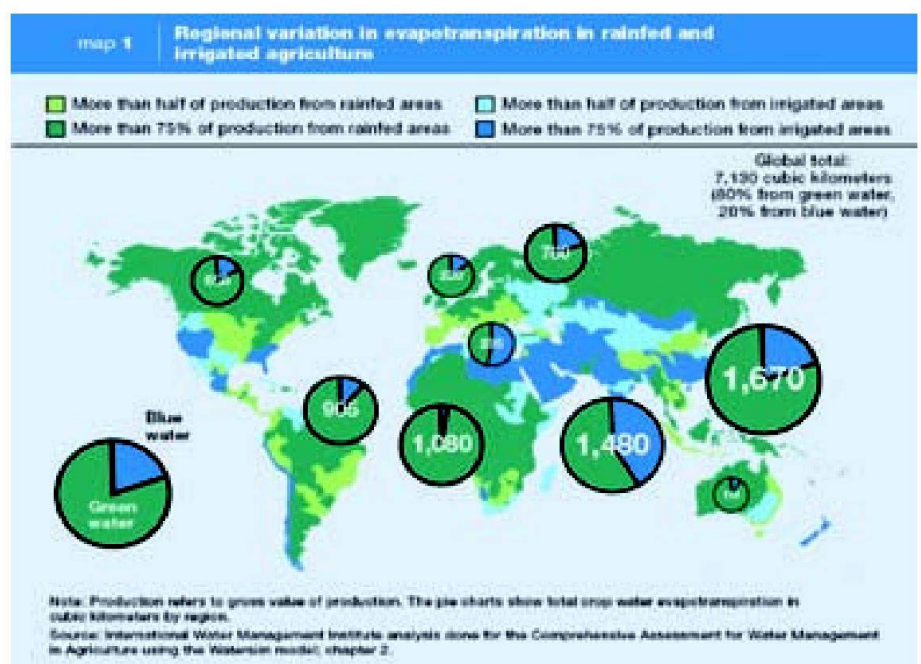 map 1
Regional variation in evapotranspiration in rainfed and
irrigated agriculture
More than half of production from rainfed areas
More than 75% of production from rainfed areas
More than half of production from irrigated areas
More than 75% of production from irrigated areas
Global total:
7,130 cubic kilometers
(80% from green water,
20% from blue water)
1,670
905
1,080
1,480
Blue
water
Green
water
Note: Production refers to gross value of production. The pie charts show total crop water evapotranspiration in
cubic kilometers by region.
Source: International Water Management Institute analysis done for the Comprehensive Assessment for Water Management
in Agriculture using the Watersim model; chapter 2.